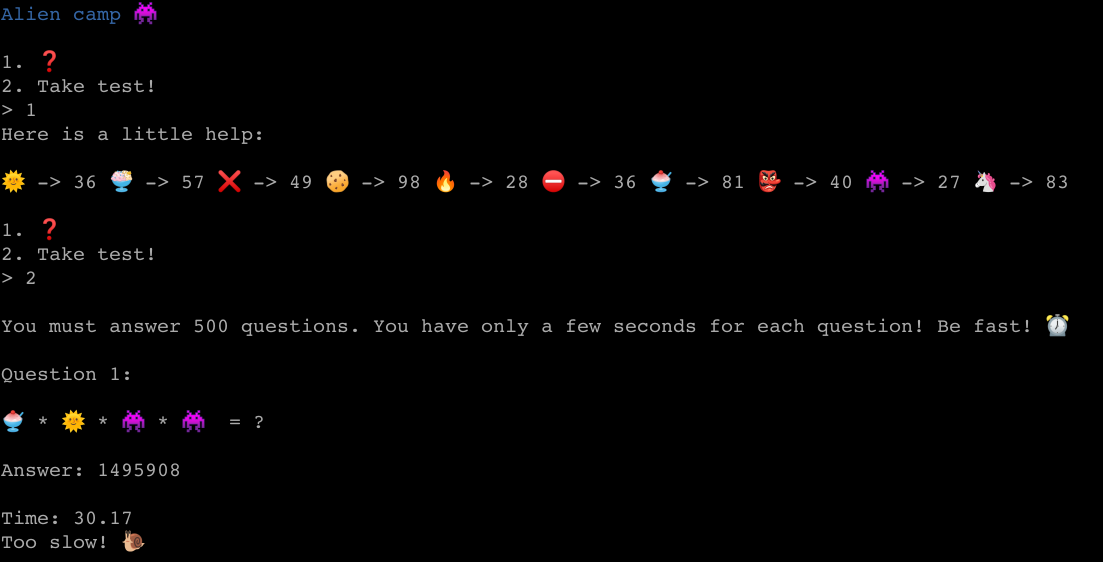 Alien camp 👾
1. ❓
2. Take test!
> 1
Here is a little help:
🌞 -> 36 🍨 -> 57 ❌ -> 49 🍪 -> 98 🔥 -> 28 ⛔ -> 36 🍧 -> 81 👺 -> 40 👾 -> 27 🦄 -> 83
1. ❓
2. Take test!
> 2
You must answer 500 questions. You have only a few seconds for each question! Be fast! ⏰
Question 1:
🍧 * 🌞 * 👾 * 👾  = ?
Answer: 1495908
Time: 30.17
Too slow! 🐌